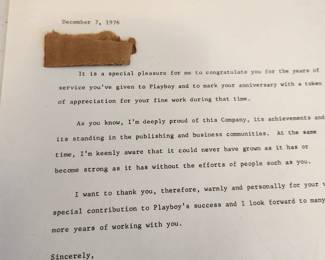 December 7, 1976
It is a special pleasure for me to congratulate you for the years of
service you've given to Playboy and to mark your anniversary with a token
of appreciation for your fine work during that time.
As you know, I'm deeply proud of this Company, its achievements and
its standing in the publishing and business communities. At the same
time, I'm keenly aware that it could never have grown as it has or
become strong as it has without the efforts of people such as you.
I want to thank you, therefore, warmly and personally for your
special contribution to Playboy's success and I look forward to many
more years of working with you.
Sincerely,